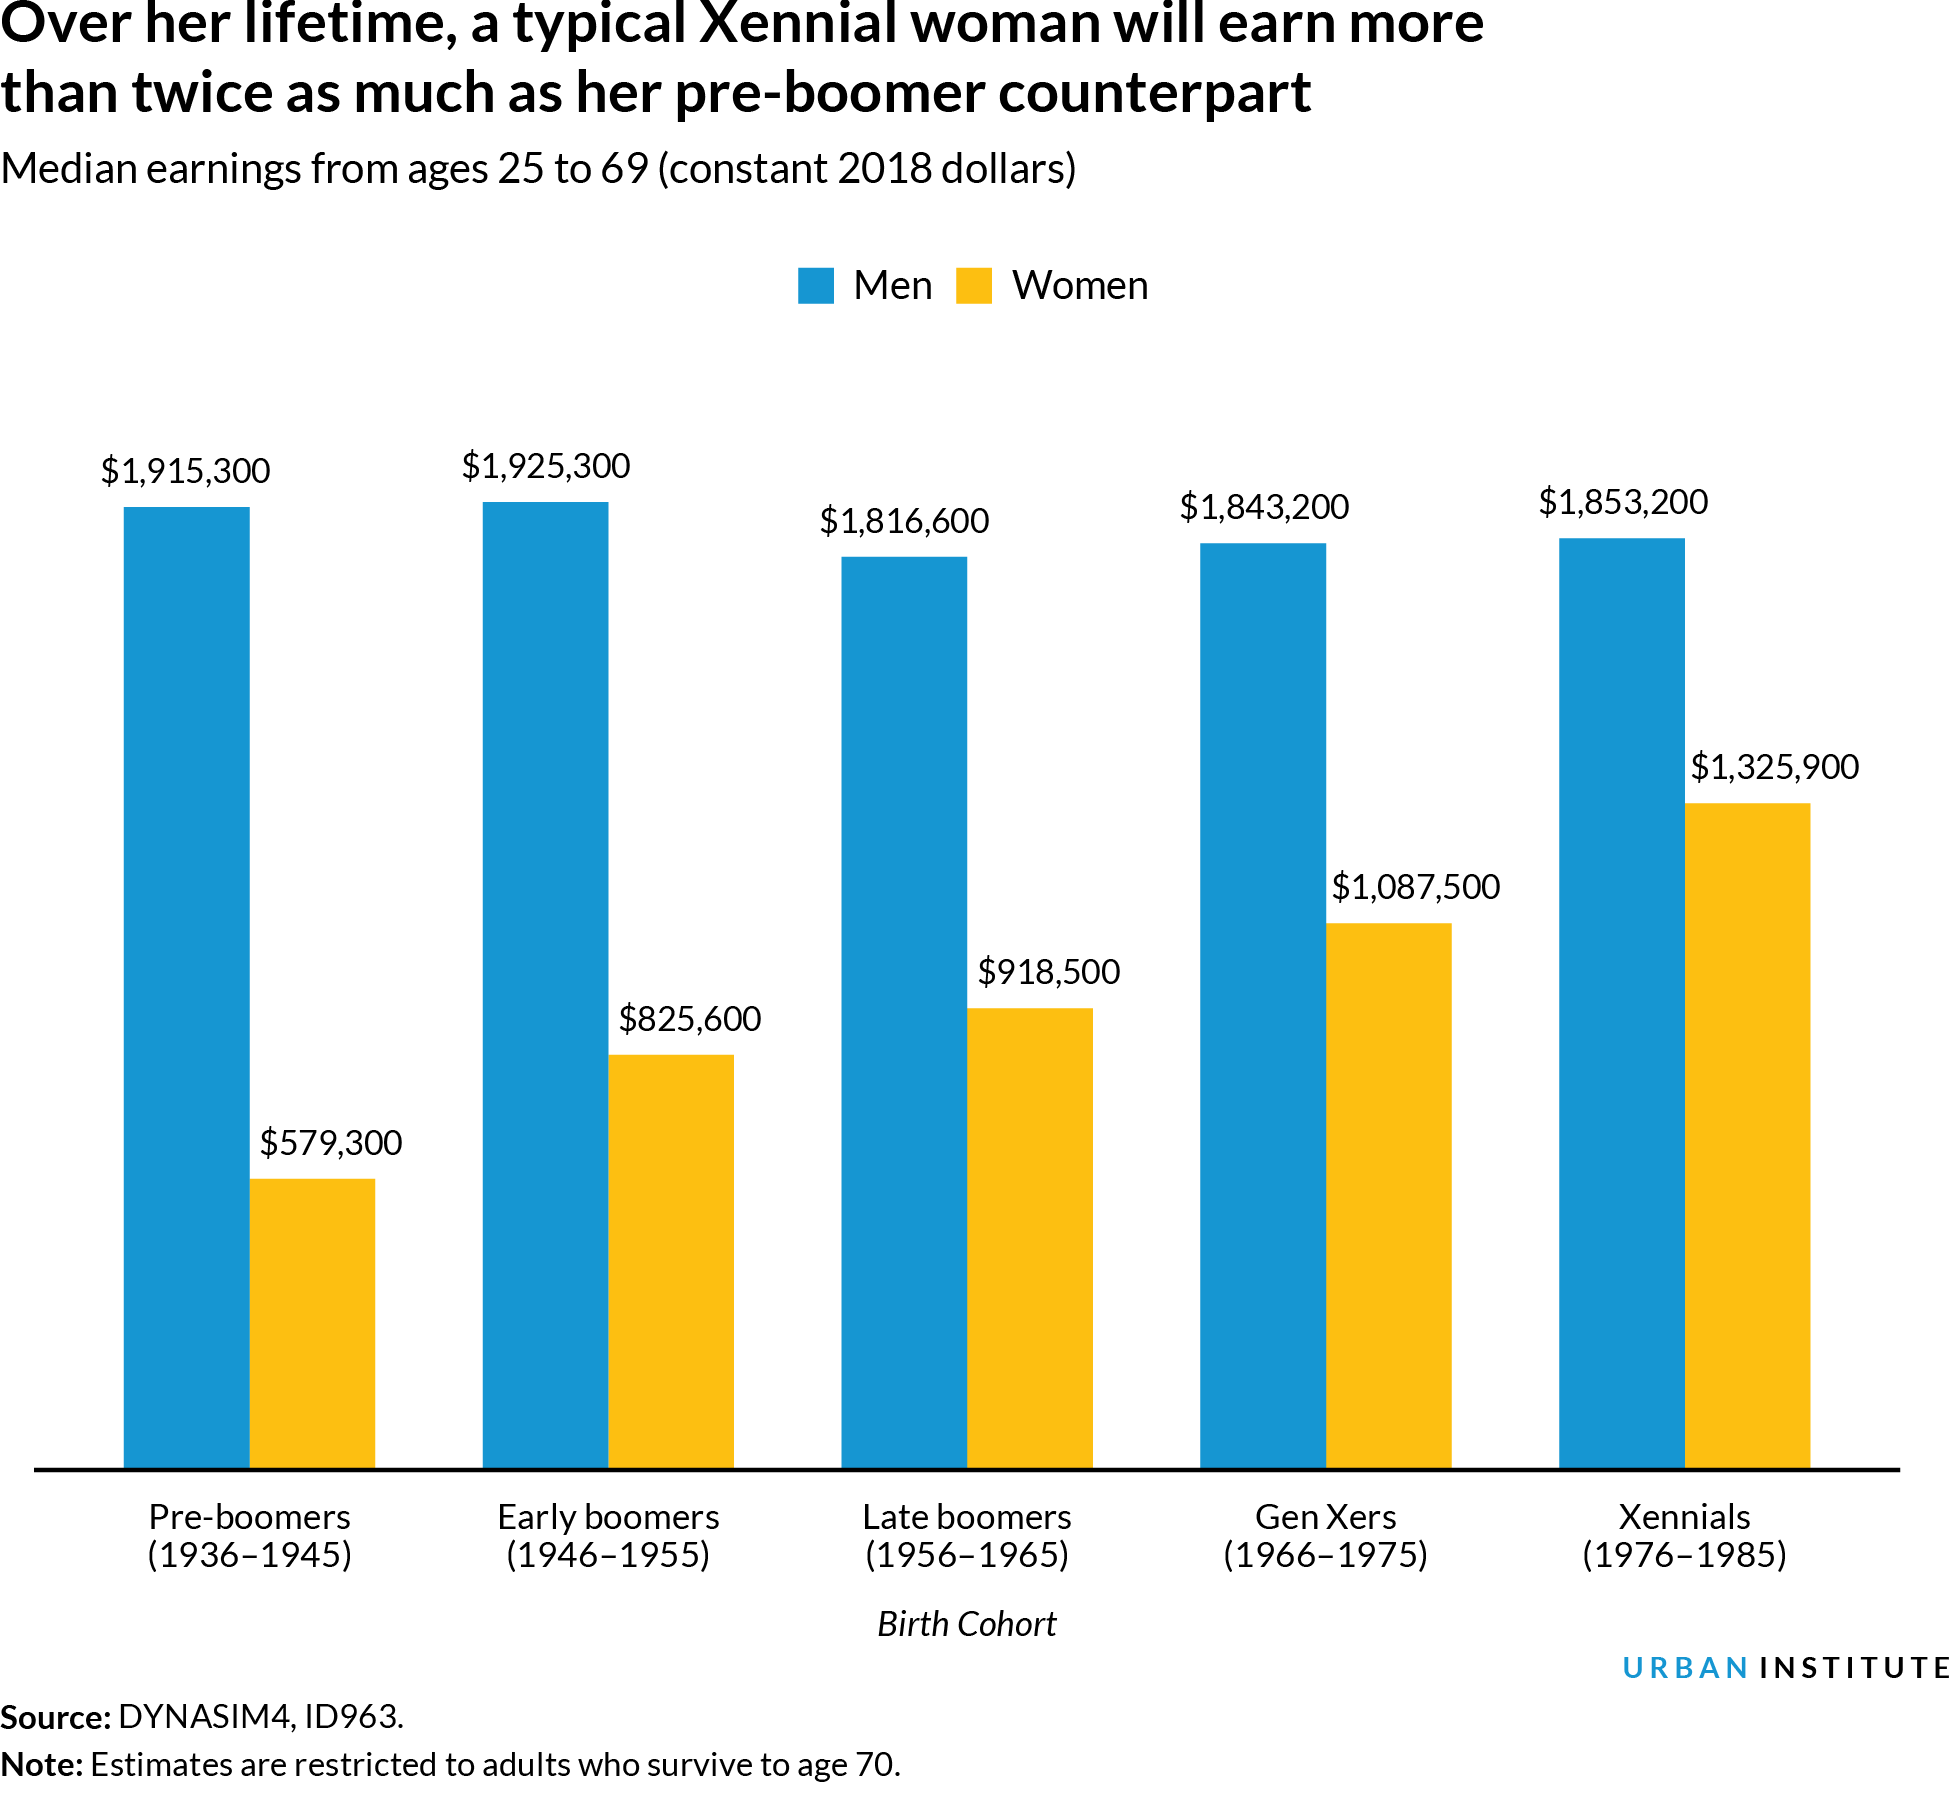 Over her lifetime, a typical Xennial woman will earn more
than twice as much as her pre-boomer counterpart
Median earnings from ages 25 to 69 (constant 2018 dollars)
Men Women
$1,915,300
$1,925,300
$1,816,600
$1,843,200
$1,853,200
$579,300
$825,600
$918,500
$1,087,500
$1,325,900
Pre-boomers
(1936–1945)
Early boomers
(1946–1955)
Late boomers
(1956–1965)
Gen Xers
(1966–1975)
Xennials
(1976–1985)
Birth Cohort
URBAN INSTITUTE
Source: DYNASIM4, ID963.
Note: Estimates are restricted to adults who survive to age 70.